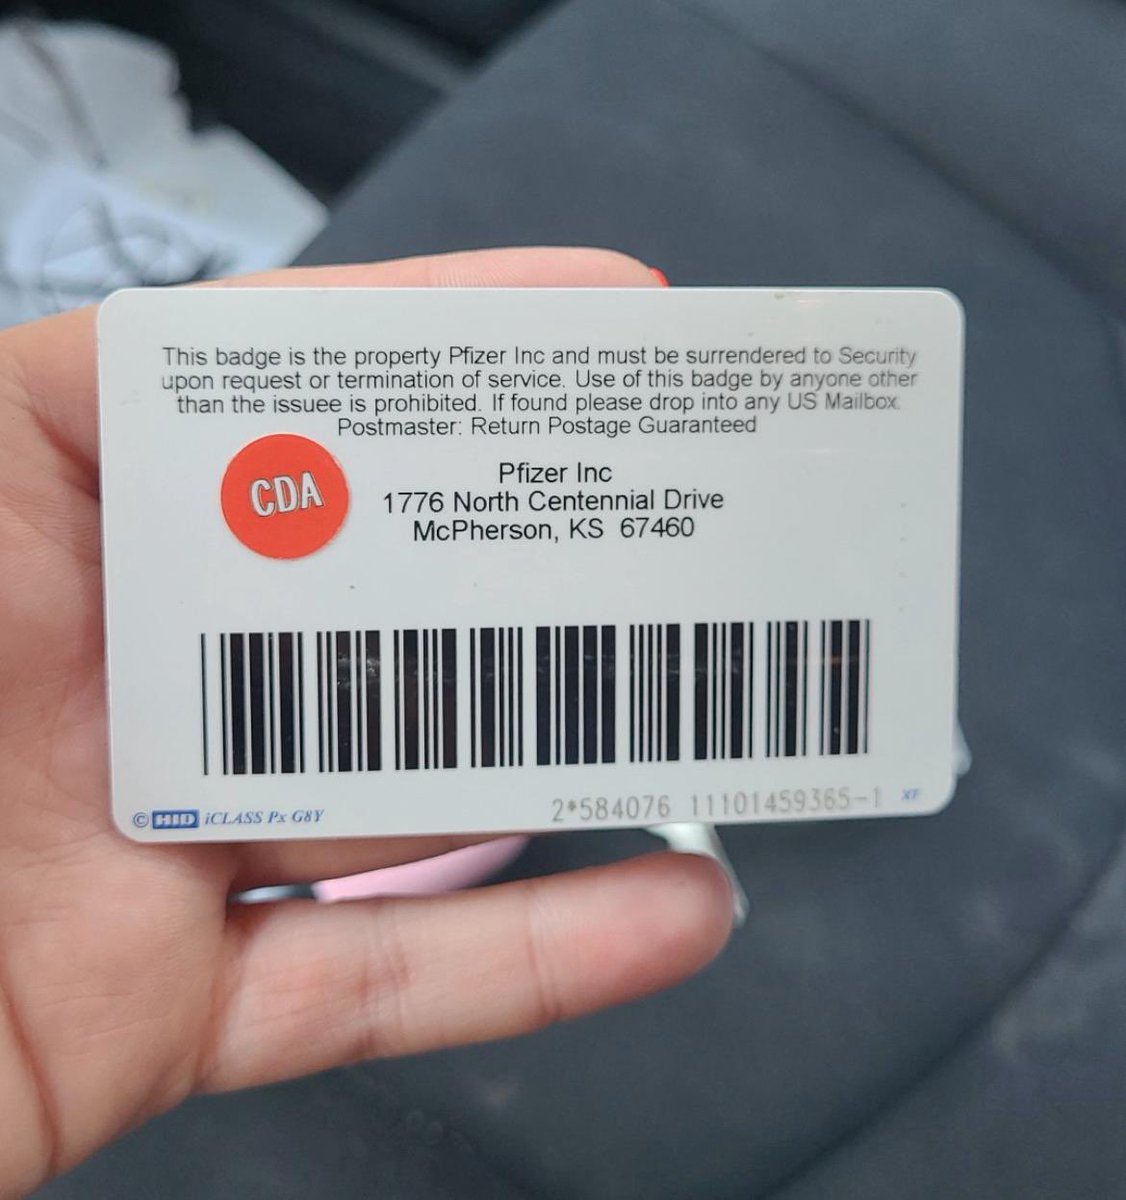 This badge is the property Pfizer Inc and must be surrendered to Security
upon request or termination of service. Use of this badge by anyone other
than the issuee is prohibited. If found please drop into any US Mailbox.
Postmaster: Return Postage Guaranteed
CDA
Pfizer Inc
1776 North Centennial Drive
McPherson, KS 67460
© HID iCLASS Px G8Y
2*584076 11101459365-1 XF